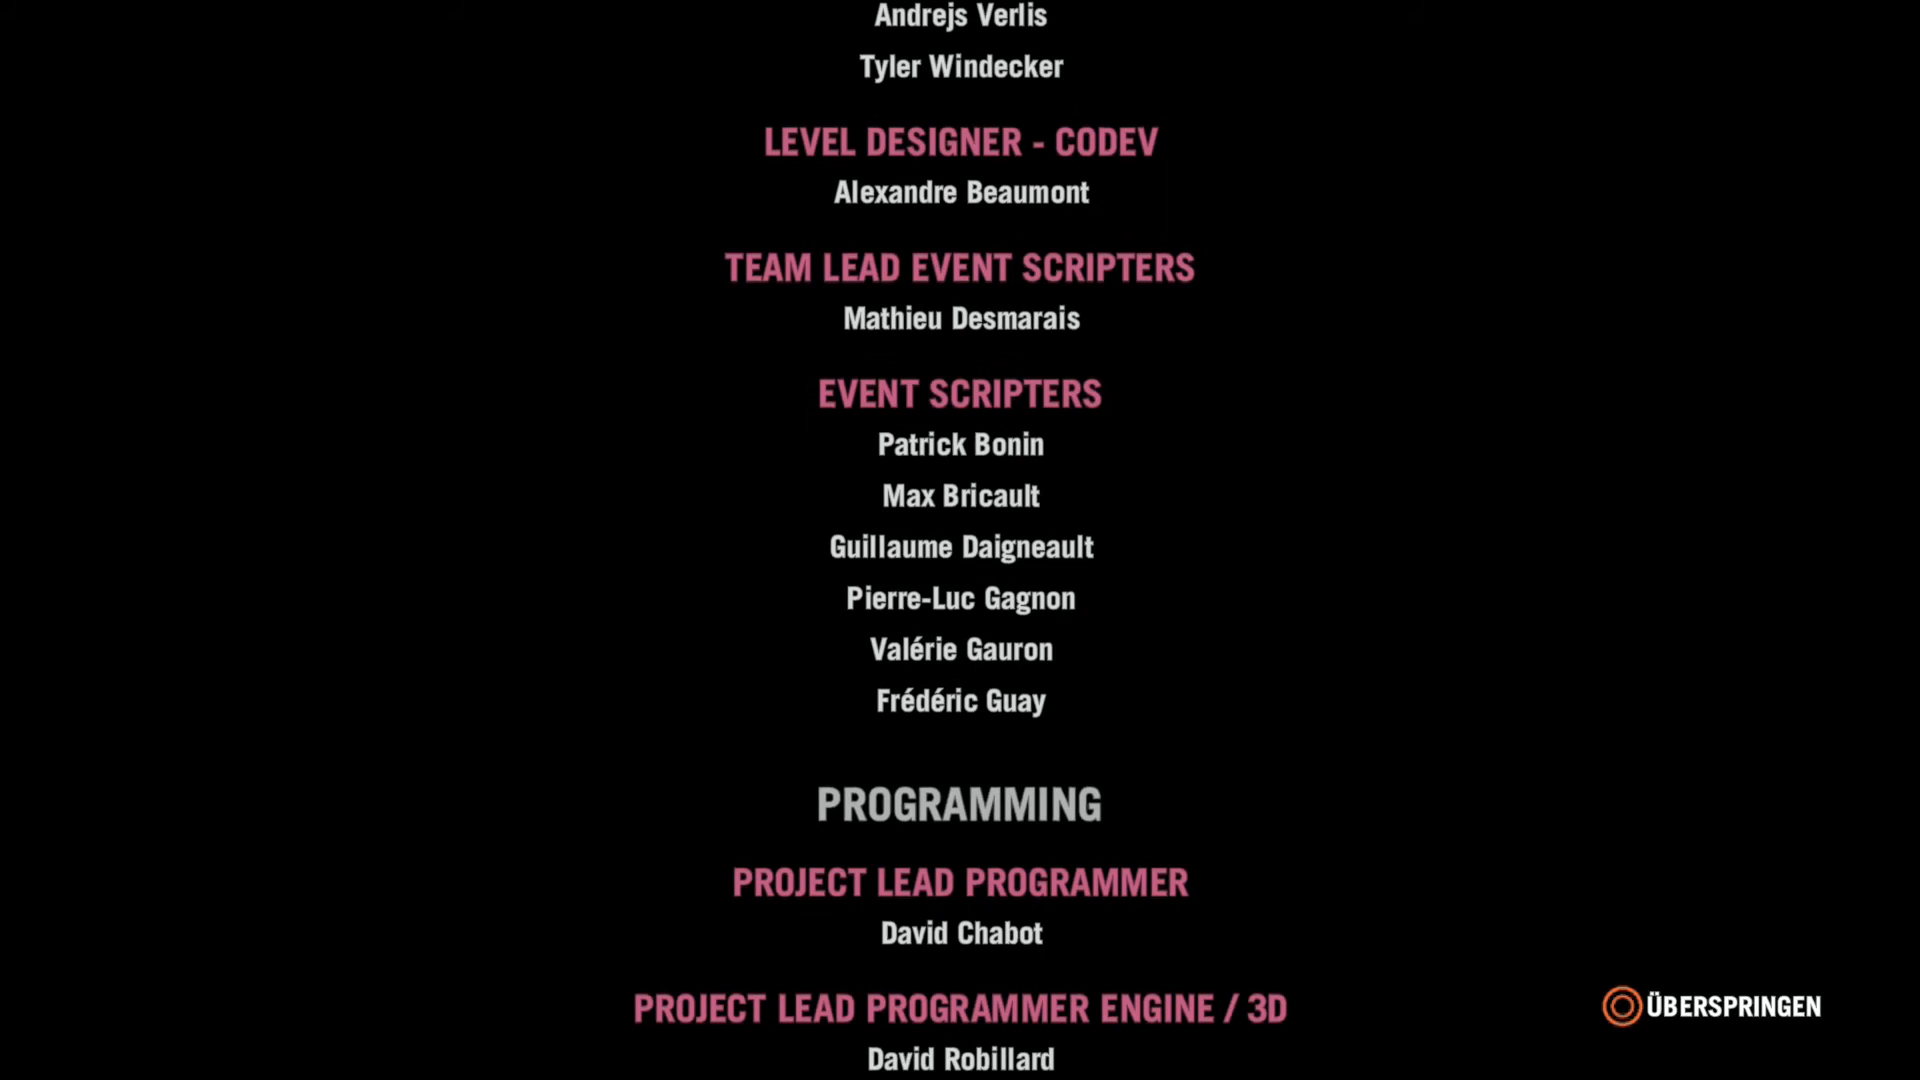 Andrejs Verlis
Tyler Windecker
LEVEL DESIGNER - CODEV
Alexandre Beaumont
TEAM LEAD EVENT SCRIPTERS
Mathieu Desmarais
EVENT SCRIPTERS
Patrick Bonin
Max Bricault
Guillaume Daigneault
Pierre-Luc Gagnon
Valérie Gauron
Frédéric Guay
PROGRAMMING
PROJECT LEAD PROGRAMMER
David Chabot
PROJECT LEAD PROGRAMMER ENGINE / 3D
ÜBERSPRINGEN
David Robillard